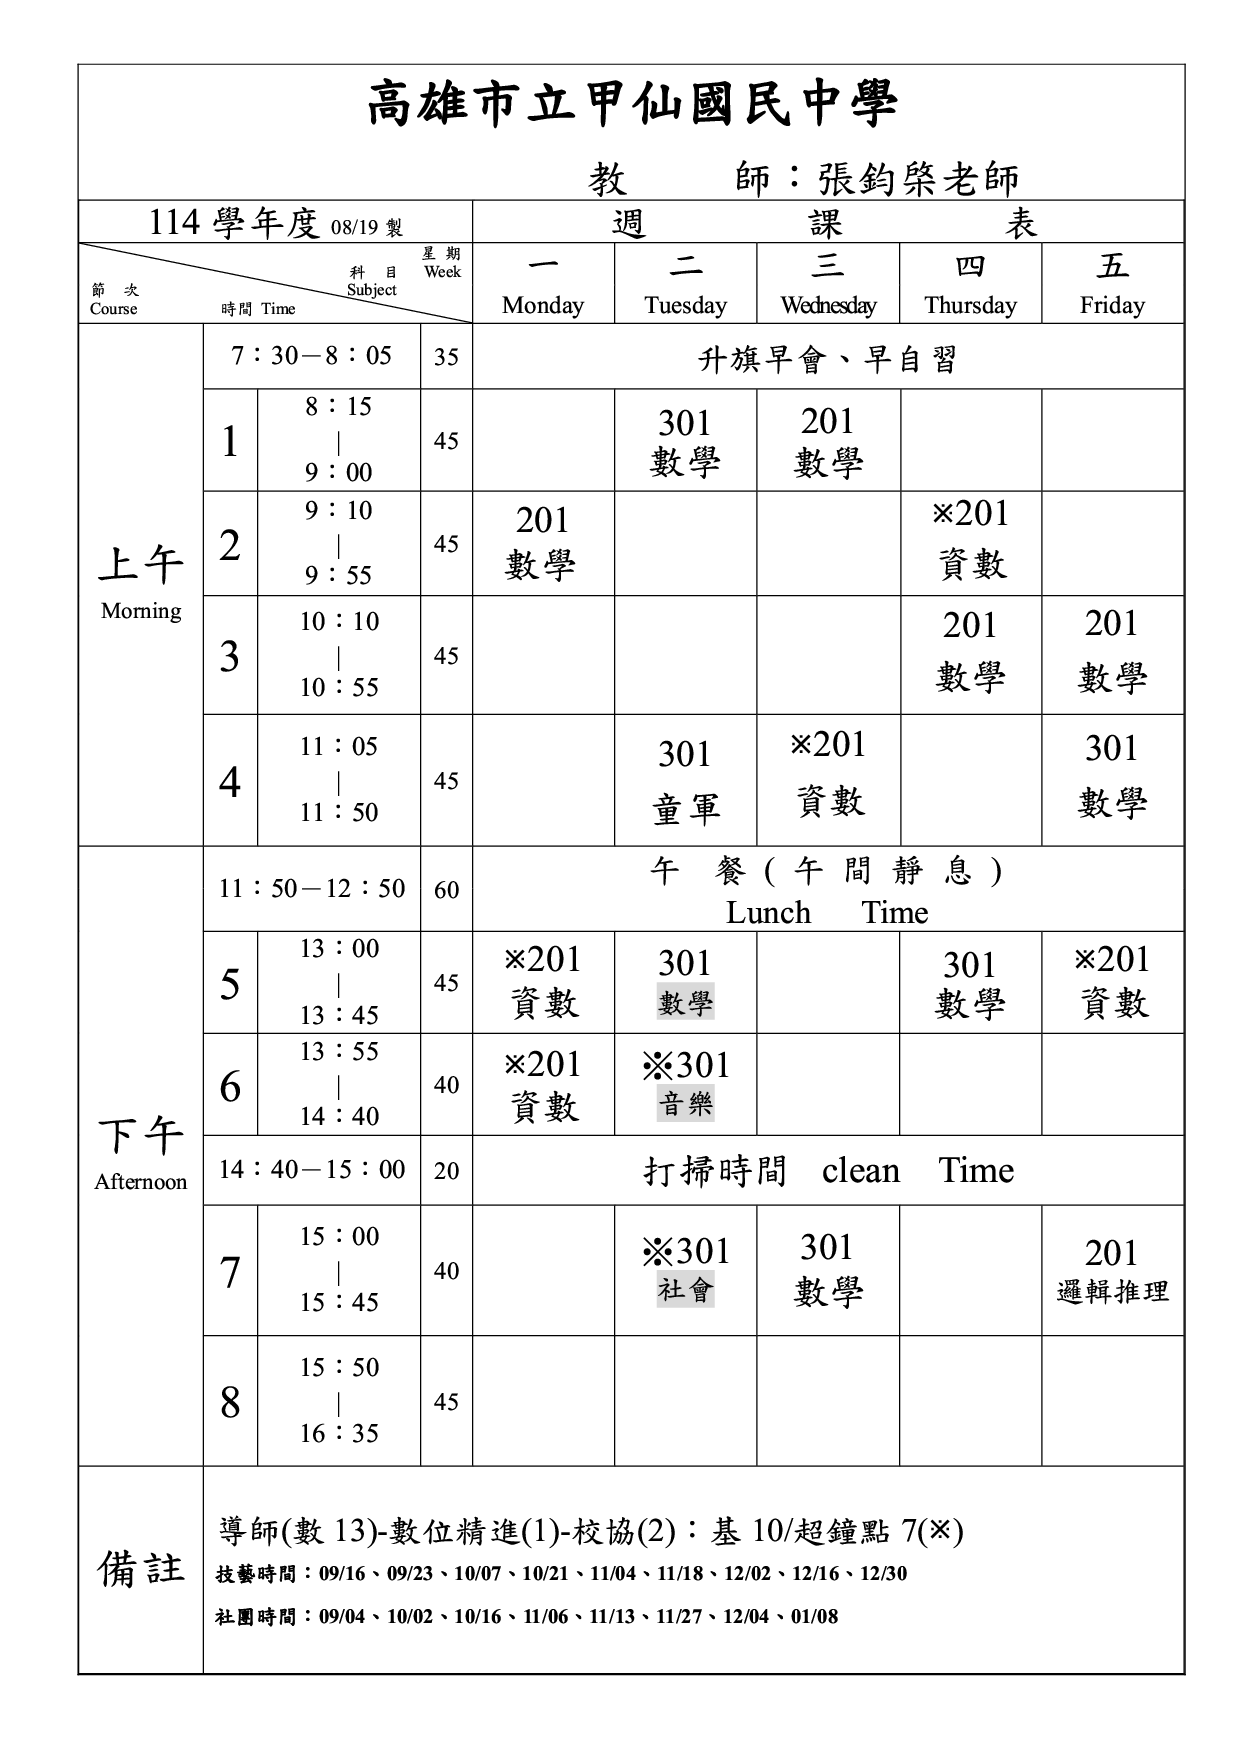 高雄市立甲仙國民中學
教 師：張鈞棨老師
114 學年度 08/19 製 週 課 表
節 次 Course 時間 Time 科 目 Subject 星 期 Week
一 二 三 四 五
Monday Tuesday Wednesday Thursday Friday
上午
Morning
7：30－8：05 35 升旗早會、早自習
1 8：15｜9：00 45
301 201
數學 數學
2 9：10｜9：55 45
201 ※201
數學 資數
3 10：10｜10：55 45
201 201
數學 數學
4 11：05｜11：50 45
301 ※201 301
童軍 資數 數學
下午
Afternoon
11：50－12：50 60 午 餐 ( 午 間 靜 息 )
Lunch Time
5 13：00｜13：45 45
※201 301 301 ※201
資數 數學 數學 資數
6 13：55｜14：40 40
※201 ※301
資數 音樂
14：40－15：00 20 打掃時間 clean Time
7 15：00｜15：45 40
※301 301 201
社會 數學 邏輯推理
8 15：50｜16：35 45
備註
導師(數 13)-數位精進(1)-校協(2)：基 10/超鐘點 7(※)
技藝時間：09/16、09/23、10/07、10/21、11/04、11/18、12/02、12/16、12/30
社團時間：09/04、10/02、10/16、11/06、11/13、11/27、12/04、01/08